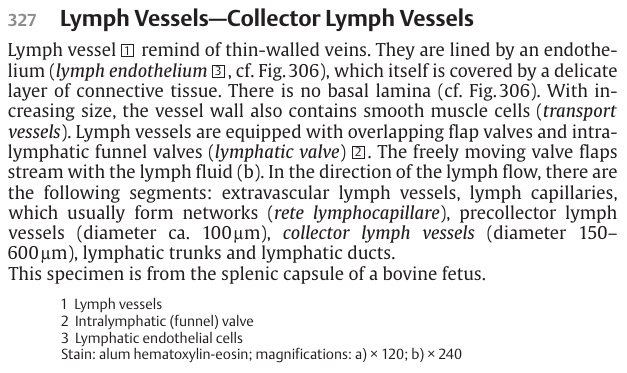 327 Lymph Vessels—Collector Lymph Vessels
Lymph vessel 1 remind of thin-walled veins. They are lined by an endothe-
lium (lymph endothelium 3, cf. Fig. 306), which itself is covered by a delicate
layer of connective tissue. There is no basal lamina (cf. Fig. 306). With in-
creasing size, the vessel wall also contains smooth muscle cells (transport
vessels). Lymph vessels are equipped with overlapping flap valves and intra-
lymphatic funnel valves (lymphatic valve) 2. The freely moving valve flaps
stream with the lymph fluid (b). In the direction of the lymph flow, there are
the following segments: extravascular lymph vessels, lymph capillaries,
which usually form networks (rete lymphocapillare), precollector lymph
vessels (diameter ca. 100 µm), collector lymph vessels (diameter 150–
600 µm), lymphatic trunks and lymphatic ducts.
This specimen is from the splenic capsule of a bovine fetus.
1 Lymph vessels
2 Intralymphatic (funnel) valve
3 Lymphatic endothelial cells
Stain: alum hematoxylin-eosin; magnifications: a) × 120; b) × 240